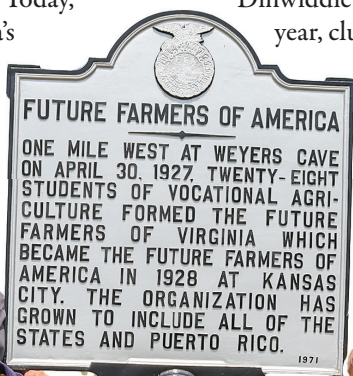 Today,
Dinwiddie
year, clu
FUTURE FARMERS OF AMERICA
ONE MILE WEST AT WEYERS CAVE
ON APRIL 30, 1927, TWENTY-EIGHT
STUDENTS OF VOCATIONAL AGRI-
CULTURE FORMED THE FUTURE
FARMERS OF VIRGINIA WHICH
BECAME THE FUTURE FARMERS OF
AMERICA IN 1928 AT KANSAS
CITY. THE ORGANIZATION HAS
GROWN TO INCLUDE ALL OF THE
STATES AND PUERTO RICO.
1971